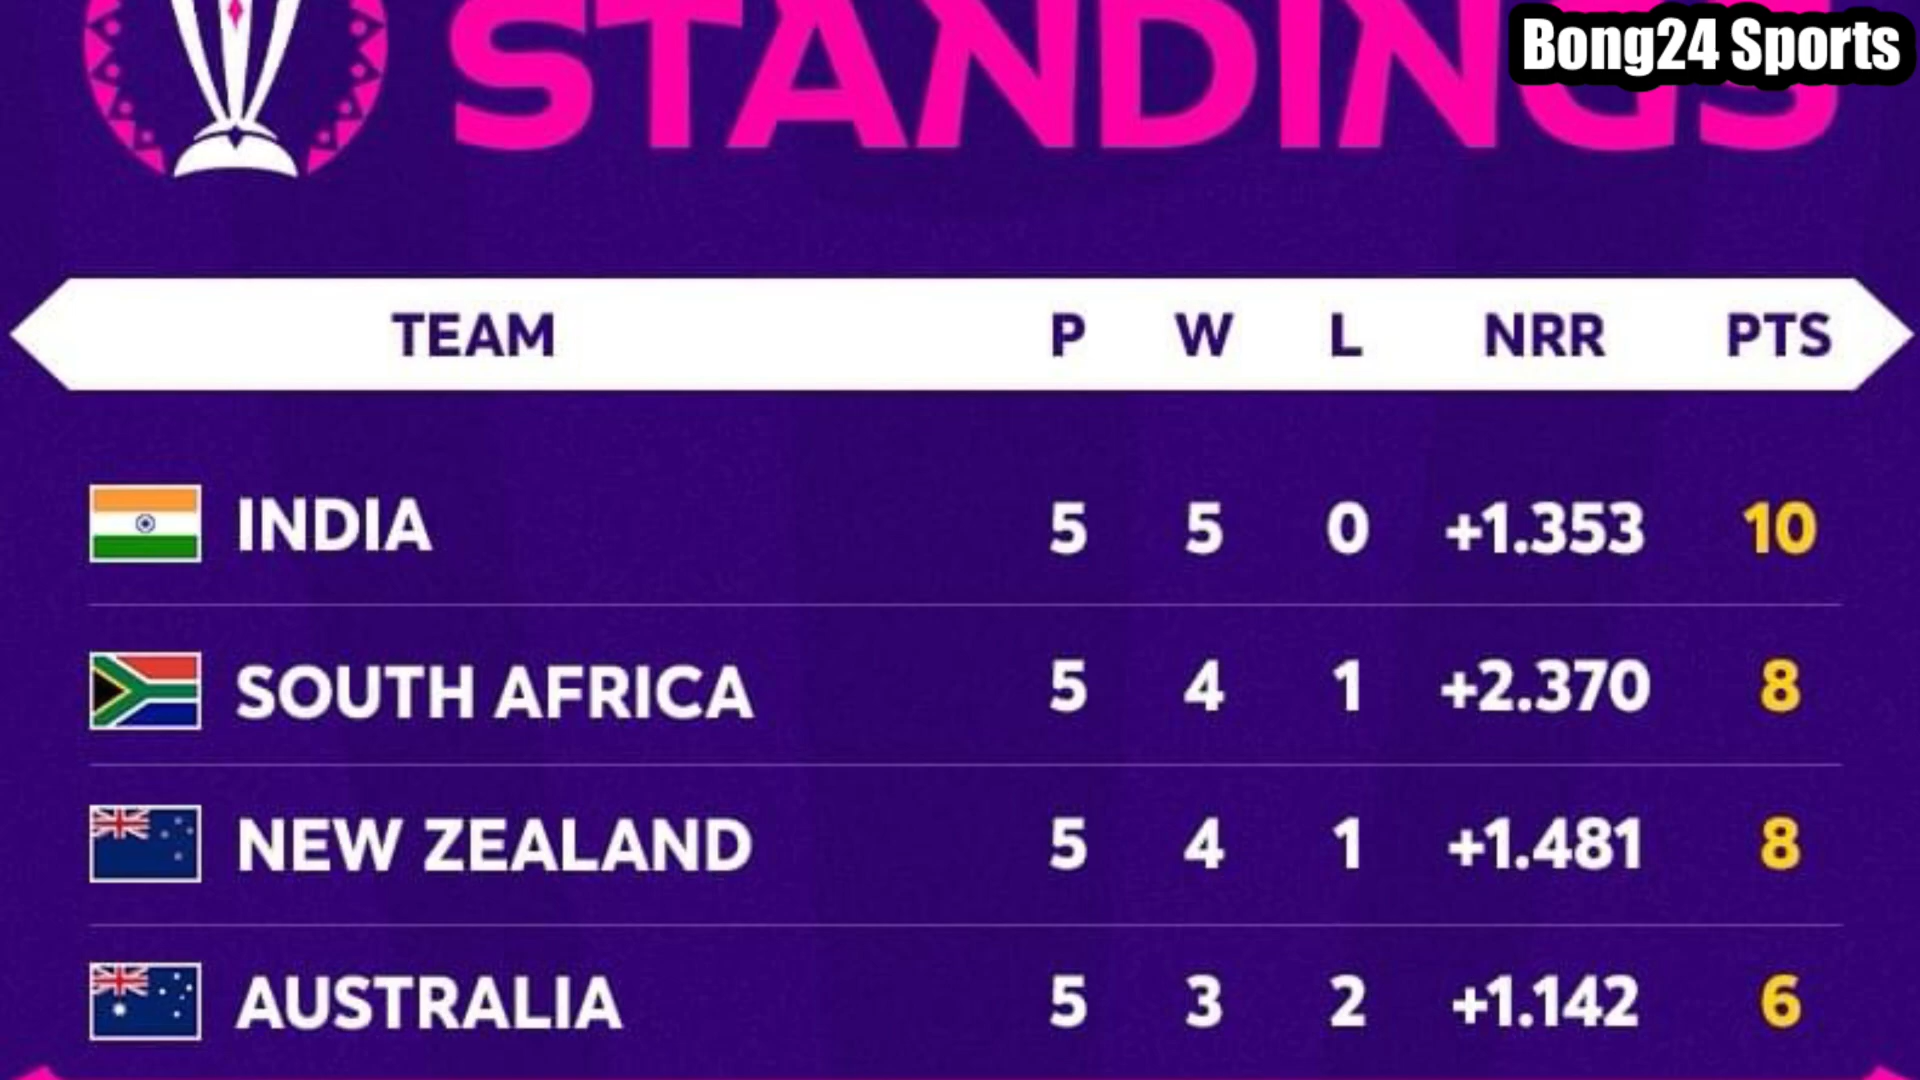 STANDINGS
Bong24 Sports
TEAM P W L NRR PTS
INDIA 5 5 0 +1.353 10
SOUTH AFRICA 5 4 1 +2.370 8
NEW ZEALAND 5 4 1 +1.481 8
AUSTRALIA 5 3 2 +1.142 6